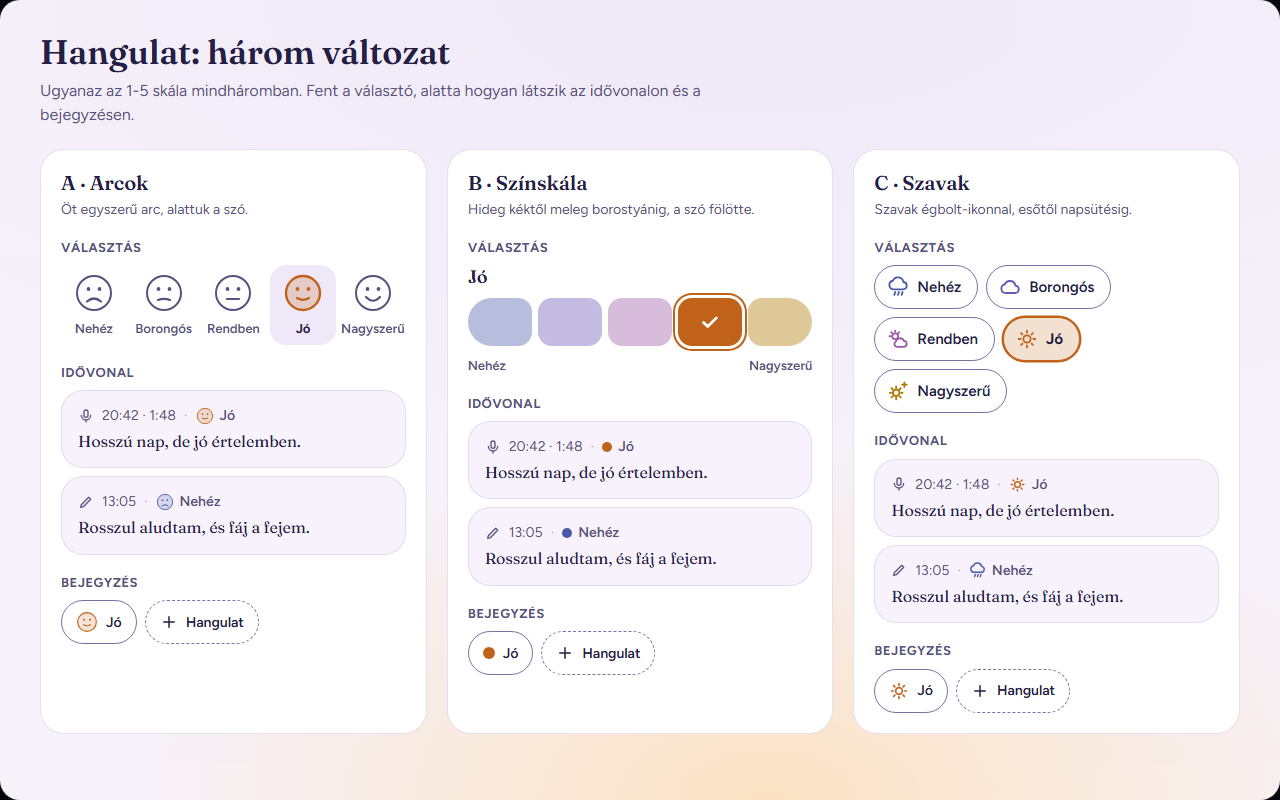 Hangulat: három változat
Ugyanaz az 1-5 skála mindháromban. Fent a választó, alatta hogyan látszik az idővonalon és a
bejegyzésen.
A · Arcok
Öt egyszerű arc, alattuk a szó.
VÁLASZTÁS
Nehéz Borongós Rendben Jó Nagyszerű
IDŐVONAL
20:42 · 1:48 · Jó
Hosszú nap, de jó értelemben.
13:05 · Nehéz
Rosszul aludtam, és fáj a fejem.
BEJEGYZÉS
Jó + Hangulat
B · Színskála
Hideg kéktől meleg borostyánig, a szó fölötte.
VÁLASZTÁS
Jó
Nehéz Nagyszerű
IDŐVONAL
20:42 · 1:48 · Jó
Hosszú nap, de jó értelemben.
13:05 · Nehéz
Rosszul aludtam, és fáj a fejem.
BEJEGYZÉS
Jó + Hangulat
C · Szavak
Szavak égbolt-ikonnal, esőtől napsütésig.
VÁLASZTÁS
Nehéz Borongós
Rendben Jó
Nagyszerű
IDŐVONAL
20:42 · 1:48 · Jó
Hosszú nap, de jó értelemben.
13:05 · Nehéz
Rosszul aludtam, és fáj a fejem.
BEJEGYZÉS
Jó + Hangulat